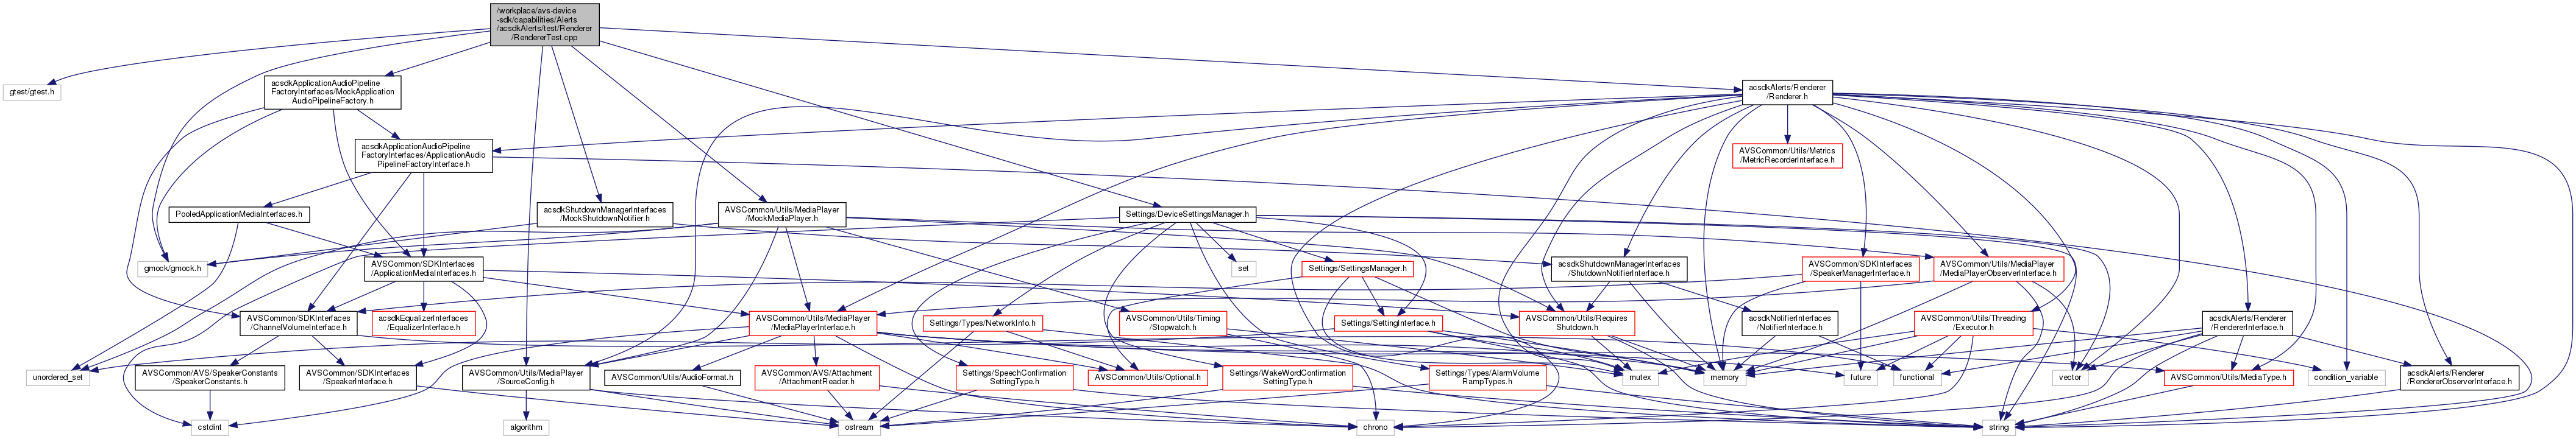 /workplace/avs-device
-sdk/capabilities/Alerts
/acsdkAlerts/test/Renderer
/RendererTest.cpp
gtest/gtest.h
acsdkApplicationAudioPipeline
FactoryInterfaces/MockApplication
AudioPipelineFactory.h
acsdkAlerts/Renderer
/Renderer.h
acsdkApplicationAudioPipeline
FactoryInterfaces/ApplicationAudio
PipelineFactoryInterface.h
AVSCommon/Utils/Metrics
/MetricRecorderInterface.h
PooledApplicationMediaInterfaces.h
acsdkShutdownManagerInterfaces
/MockShutdownNotifier.h
AVSCommon/Utils/MediaPlayer
/MockMediaPlayer.h
Settings/DeviceSettingsManager.h
gmock/gmock.h
AVSCommon/SDKInterfaces
/ApplicationMediaInterfaces.h
set
Settings/SettingsManager.h
acsdkShutdownManagerInterfaces
/ShutdownNotifierInterface.h
AVSCommon/SDKInterfaces
/SpeakerManagerInterface.h
AVSCommon/Utils/MediaPlayer
/MediaPlayerObserverInterface.h
AVSCommon/SDKInterfaces
/ChannelVolumeInterface.h
acsdkEqualizerInterfaces
/EqualizerInterface.h
AVSCommon/Utils/MediaPlayer
/MediaPlayerInterface.h
Settings/Types/NetworkInfo.h
AVSCommon/Utils/Timing
/Stopwatch.h
Settings/SettingInterface.h
AVSCommon/Utils/Requires
Shutdown.h
acsdkNotifierInterfaces
/NotifierInterface.h
AVSCommon/Utils/Threading
/Executor.h
acsdkAlerts/Renderer
/RendererInterface.h
unordered_set
AVSCommon/AVS/SpeakerConstants
/SpeakerConstants.h
AVSCommon/SDKInterfaces
/SpeakerInterface.h
AVSCommon/Utils/MediaPlayer
/SourceConfig.h
AVSCommon/Utils/AudioFormat.h
AVSCommon/AVS/Attachment
/AttachmentReader.h
Settings/SpeechConfirmation
SettingType.h
AVSCommon/Utils/Optional.h
Settings/WakeWordConfirmation
SettingType.h
Settings/Types/AlarmVolume
RampTypes.h
mutex
memory
future
functional
vector
AVSCommon/Utils/MediaType.h
condition_variable
acsdkAlerts/Renderer
/RendererObserverInterface.h
cstdint
algorithm
ostream
chrono
string